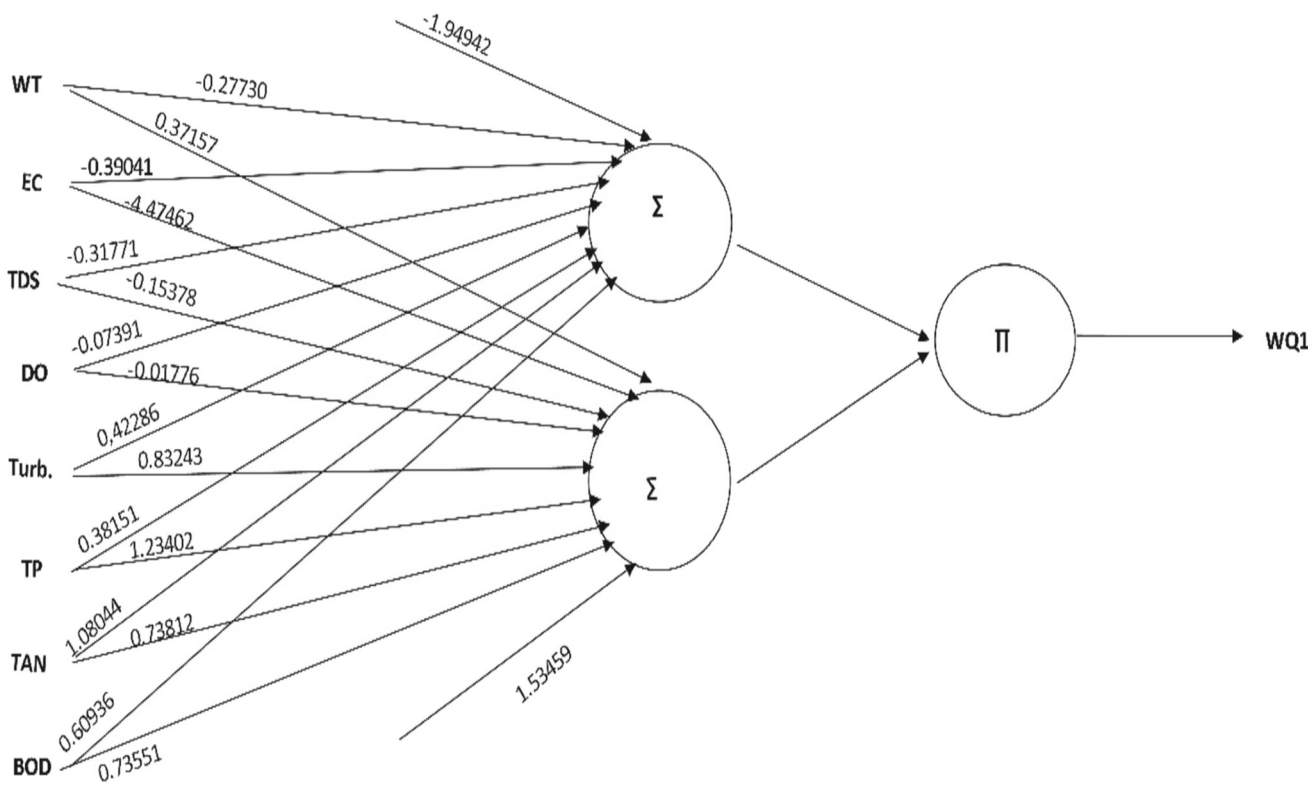 -1.94942
WT
-0.27730
0.37157
EC
-0.39041
-4.47462
Σ
TDS
-0.31771
-0.15378
DO
-0.07391
-0.01776
Π
WQ1
Turb.
0,42286
0.83243
Σ
TP
0.38151
1.23402
TAN
1.08044
0.73812
1.53459
BOD
0.60936
0.73551